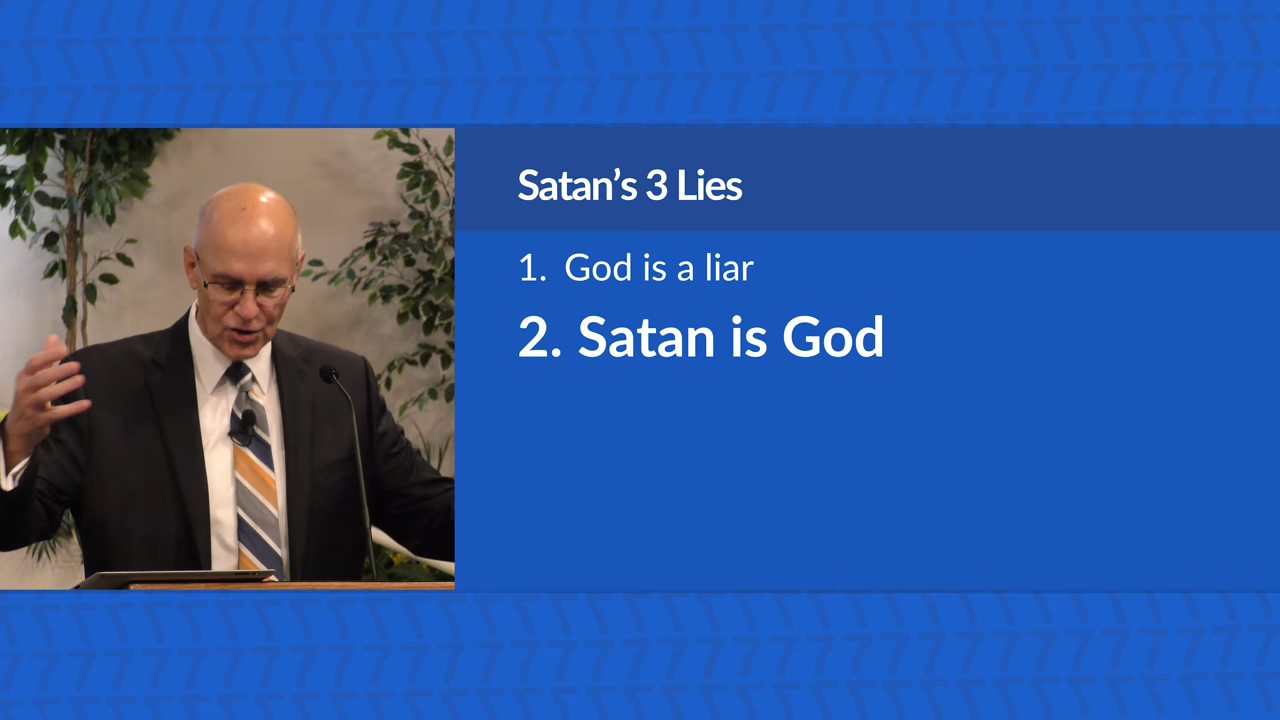 Satan’s 3 Lies
1. God is a liar
2. Satan is God